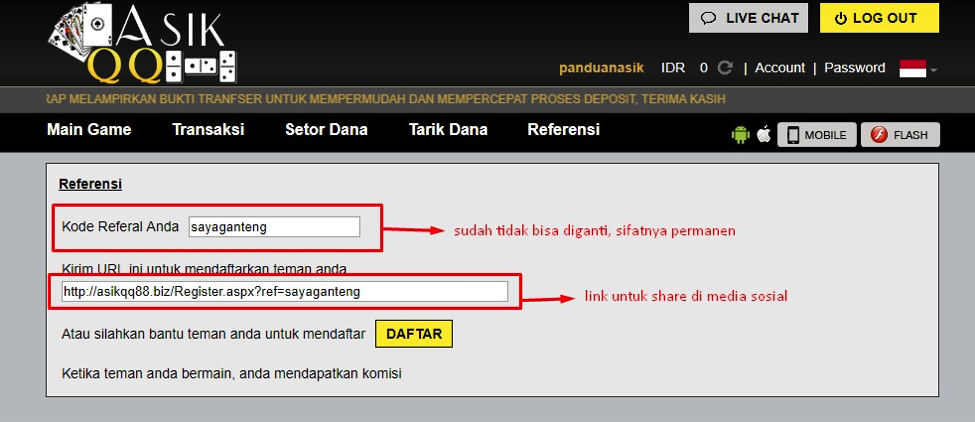 ASIK
QQ
LIVE CHAT
LOG OUT
panduanasik IDR 0 | Account | Password
RAP MELAMPIRKAN BUKTI TRANFSER UNTUK MEMPERMUDAH DAN MEMPERCEPAT PROSES DEPOSIT, TERIMA KASIH
Main Game Transaksi Setor Dana Tarik Dana Referensi MOBILE FLASH
Referensi
Kode Referal Anda sayaganteng
sudah tidak bisa diganti, sifatnya permanen
Kirim URL ini untuk mendaftarkan teman anda
http://asikqq88.biz/Register.aspx?ref=sayaganteng
link untuk share di media sosial
Atau silahkan bantu teman anda untuk mendaftar DAFTAR
Ketika teman anda bermain, anda mendapatkan komisi